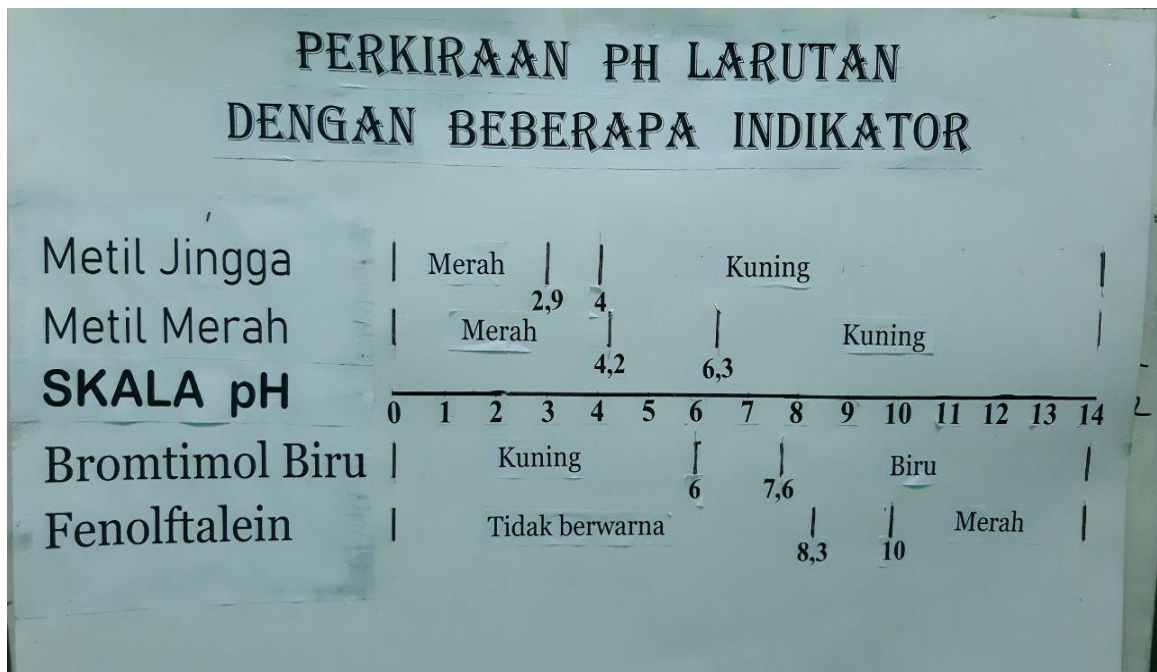 PERKIRAAN PH LARUTAN
DENGAN BEBERAPA INDIKATOR
Metil Jingga Merah Kuning
2,9 4
Metil Merah Merah Kuning
4,2 6,3
SKALA pH
0 1 2 3 4 5 6 7 8 9 10 11 12 13 14
Bromtimol Biru Kuning Biru
6 7,6
Fenolftalein Tidak berwarna Merah
8,3 10